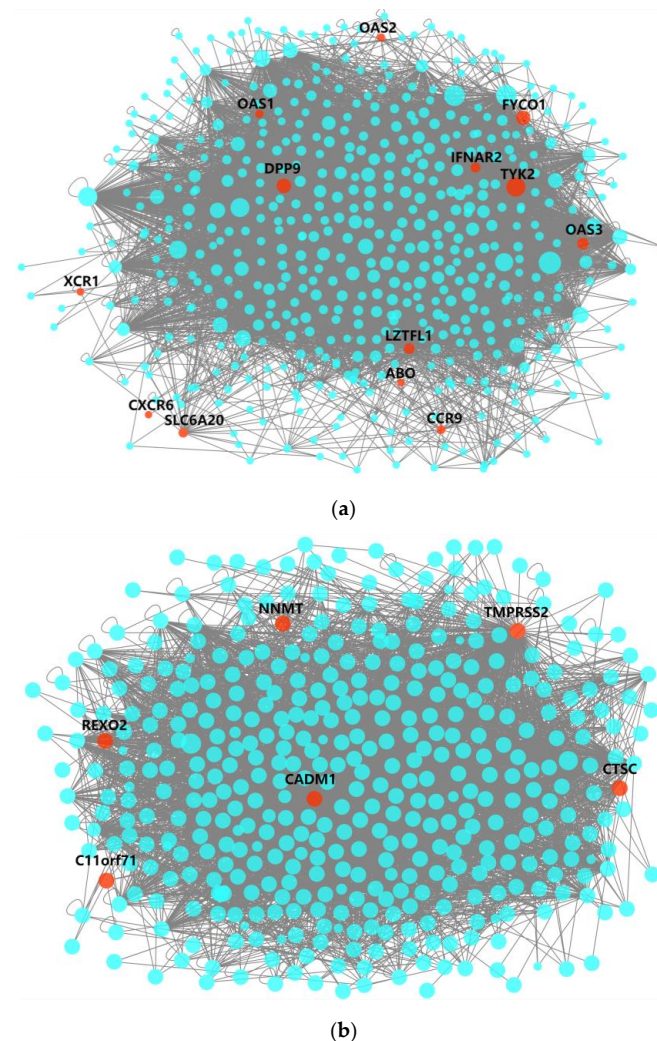 OAS2
OAS1
FYCO1
IFNAR2
DPP9
TYK2
OAS3
XCR1
LZTFL1
ABO
CXCR6
SLC6A20
CCR9
(a)
NNMT
TMPRSS2
REXO2
CADM1
CTSC
C11orf71
(b)